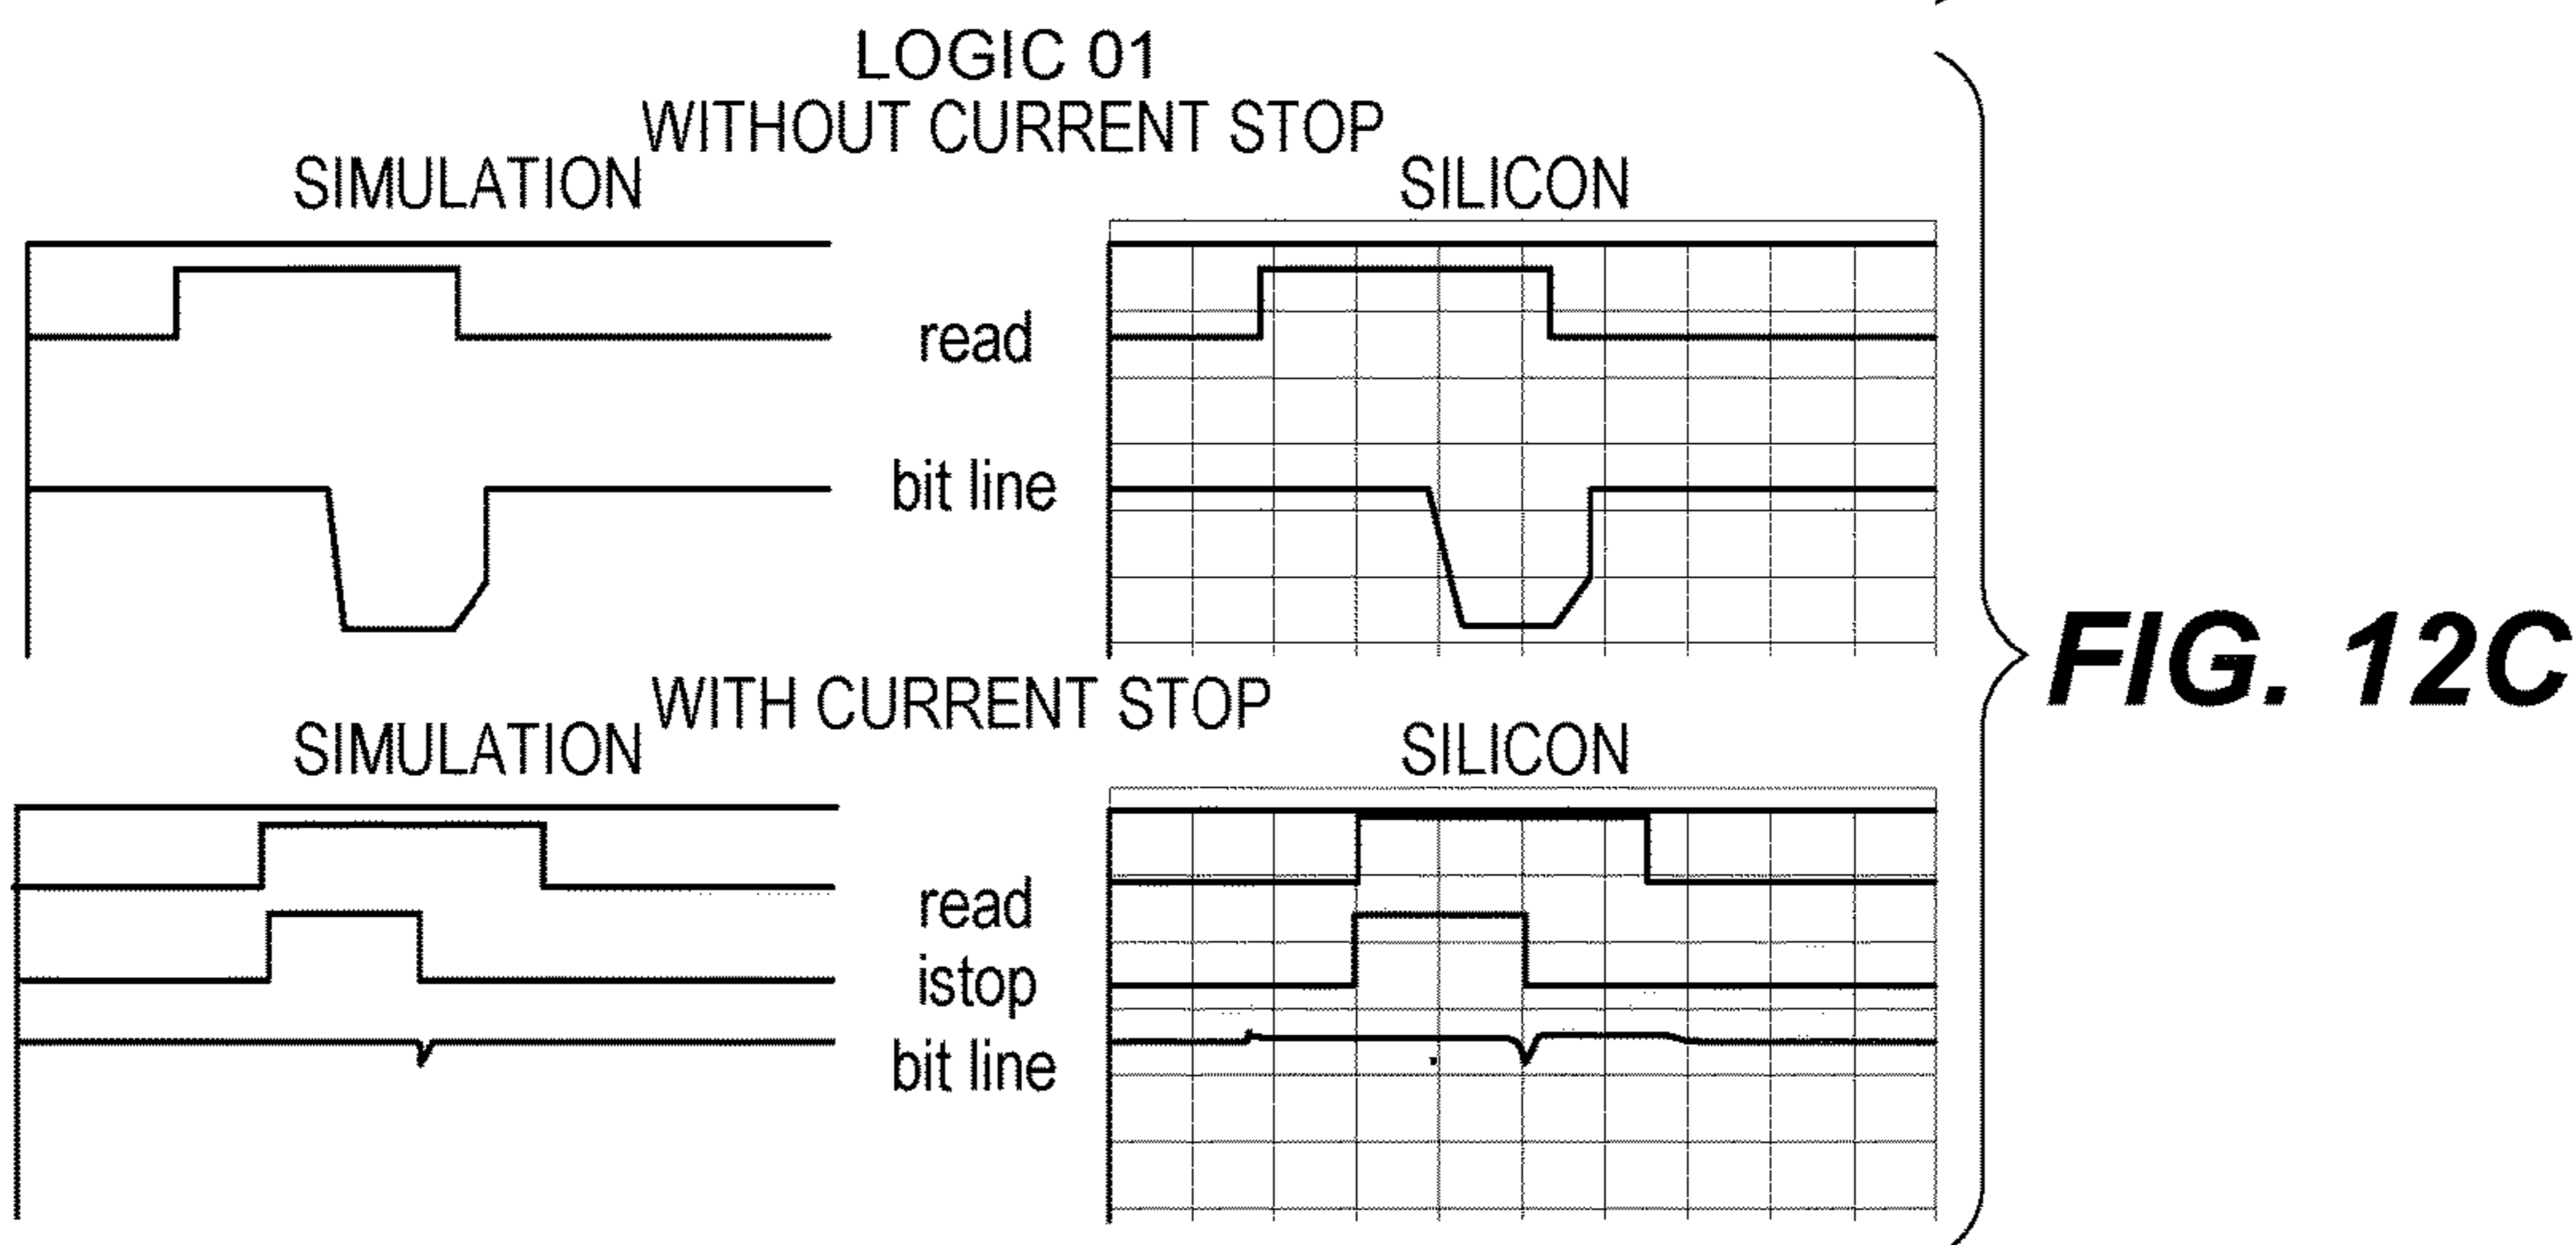 LOGIC 01
WITHOUT CURRENT STOP
SIMULATION
SILICON
read
bit line
WITH CURRENT STOP
SIMULATION
SILICON
read
istop
bit line
FIG. 12C